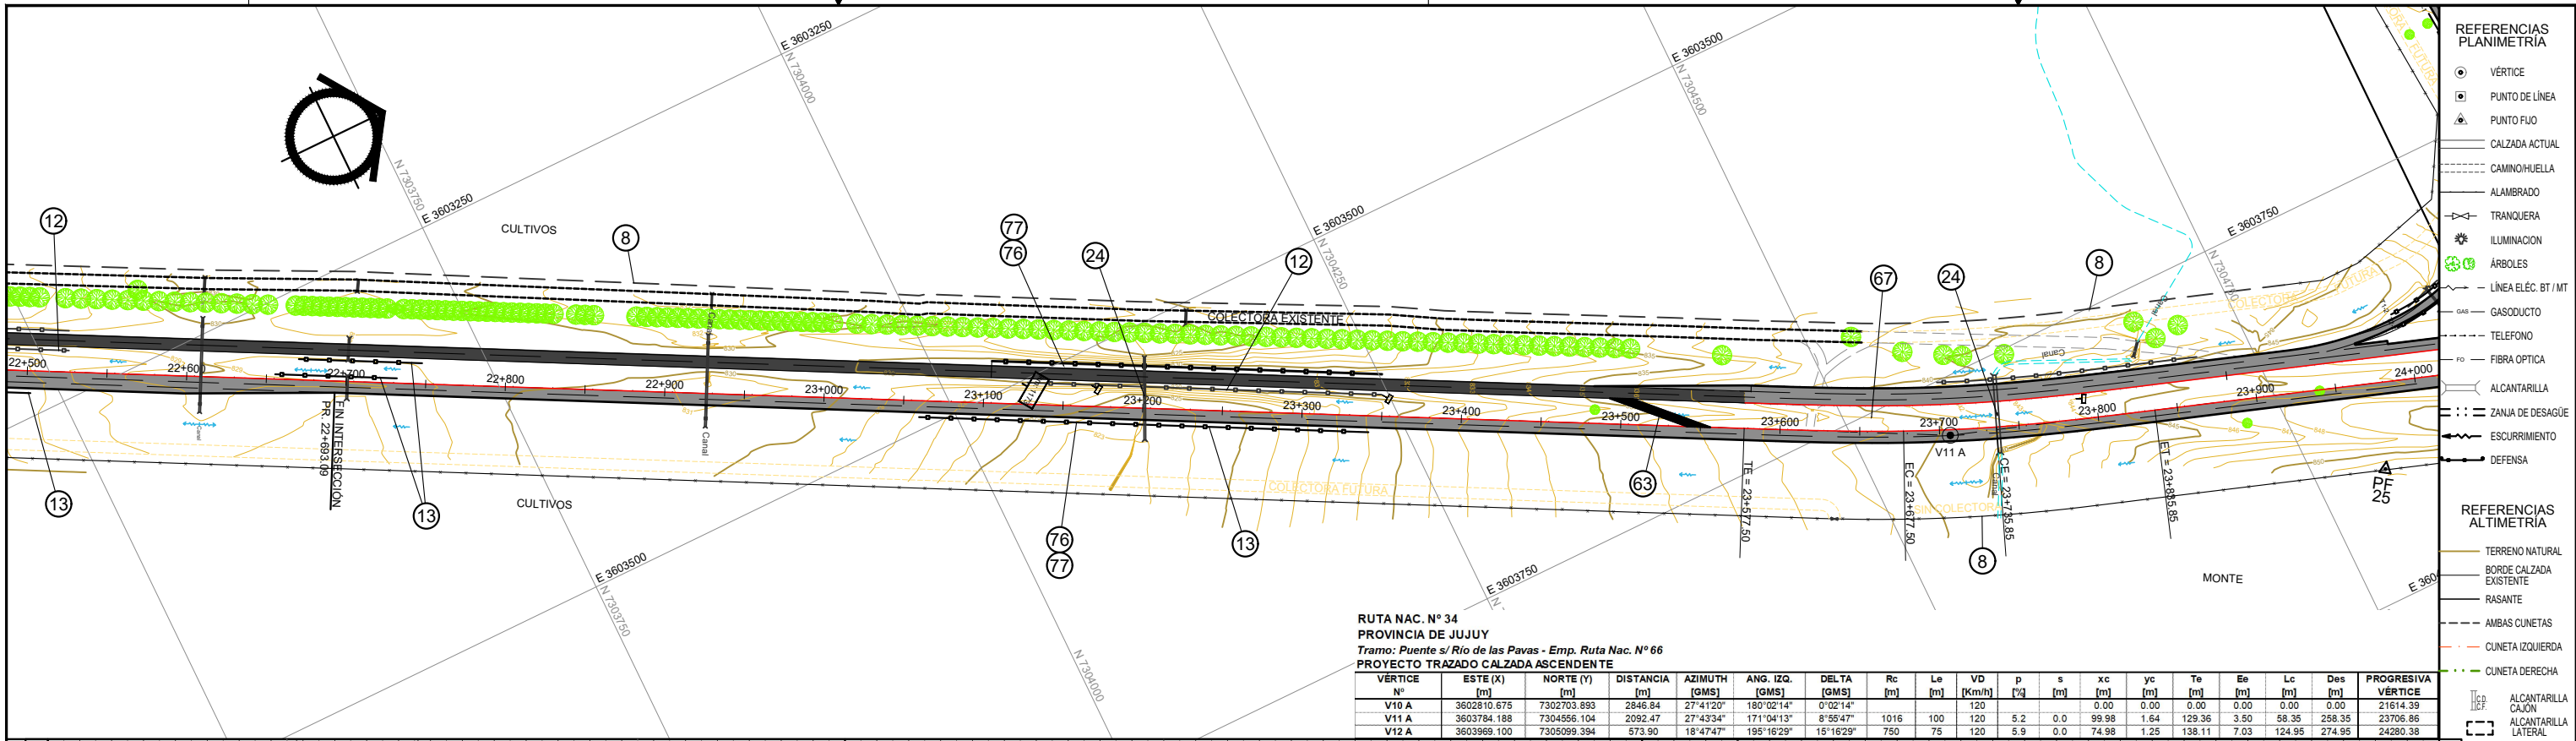 E 3603250
N 7304000
E 3603500
N 7304500
N 7303750
E 3603250
CULTIVOS
12
8
77
76
24
12
E 3603500
N 7304250
67
24
8
E 3603750
N 7304750
COLECTORA EXISTENTE
COLECTORA FUTURA
Canal
Canal
Canal
22+500
22+600
22+700
22+800
22+900
23+000
23+100
23+200
23+300
23+400
23+500
23+600
23+700
23+800
23+900
24+000
V11 A
FIN INTERSECCIÓN
PR. 22+693.09
Canal
Canal
Canal
13
13
CULTIVOS
76
77
13
63
8
COLECTORA FUTURA
SIN COLECTORA
TE = 23+577.50
EC = 23+677.50
CE = 23+735.85
ET = 23+835.85
PF
25
MONTE
E 3603500
N 7303750
N 7304000
E 3603750
REFERENCIAS
PLANIMETRÍA
VÉRTICE
PUNTO DE LÍNEA
PUNTO FIJO
CALZADA ACTUAL
CAMINO/HUELLA
ALAMBRADO
TRANQUERA
ILUMINACION
ÁRBOLES
LÍNEA ELÉC. BT / MT
GAS GASODUCTO
TELEFONO
FO FIBRA OPTICA
ALCANTARILLA
ZANJA DE DESAGÜE
ESCURRIMIENTO
DEFENSA
REFERENCIAS
ALTIMETRÍA
TERRENO NATURAL
BORDE CALZADA
EXISTENTE
RASANTE
AMBAS CUNETAS
CUNETA IZQUIERDA
CUNETA DERECHA
ALCANTARILLA
CAJÓN
ALCANTARILLA
LATERAL
RUTA NAC. Nº 34
PROVINCIA DE JUJUY
Tramo: Puente s/ Río de las Pavas - Emp. Ruta Nac. Nº 66
PROYECTO TRAZADO CALZADA ASCENDENTE
VÉRTICE ESTE (X) NORTE (Y) DISTANCIA AZIMUTH ANG. IZQ. DELTA Rc Le VD p s xc yc Te Ee Lc Des PROGRESIVA
Nº [m] [m] [m] [GMS] [GMS] [GMS] [m] [m] [Km/h] [%] [m] [m] [m] [m] [m] [m] [m] VÉRTICE
V10 A 3602810.675 7302703.893 2846.84 27°41'20" 180°02'14" 0°02'14" 120 0.00 0.00 0.00 0.00 0.00 0.00 21614.39
V11 A 3603784.188 7304556.104 2092.47 27°43'34" 171°04'13" 8°55'47" 1016 100 120 5.2 0.0 99.98 1.64 129.36 3.50 58.35 258.35 23706.86
V12 A 3603969.100 7305099.394 573.90 18°47'47" 195°16'29" 15°16'29" 750 75 120 5.9 0.0 74.98 1.25 138.11 7.03 124.95 274.95 24280.38